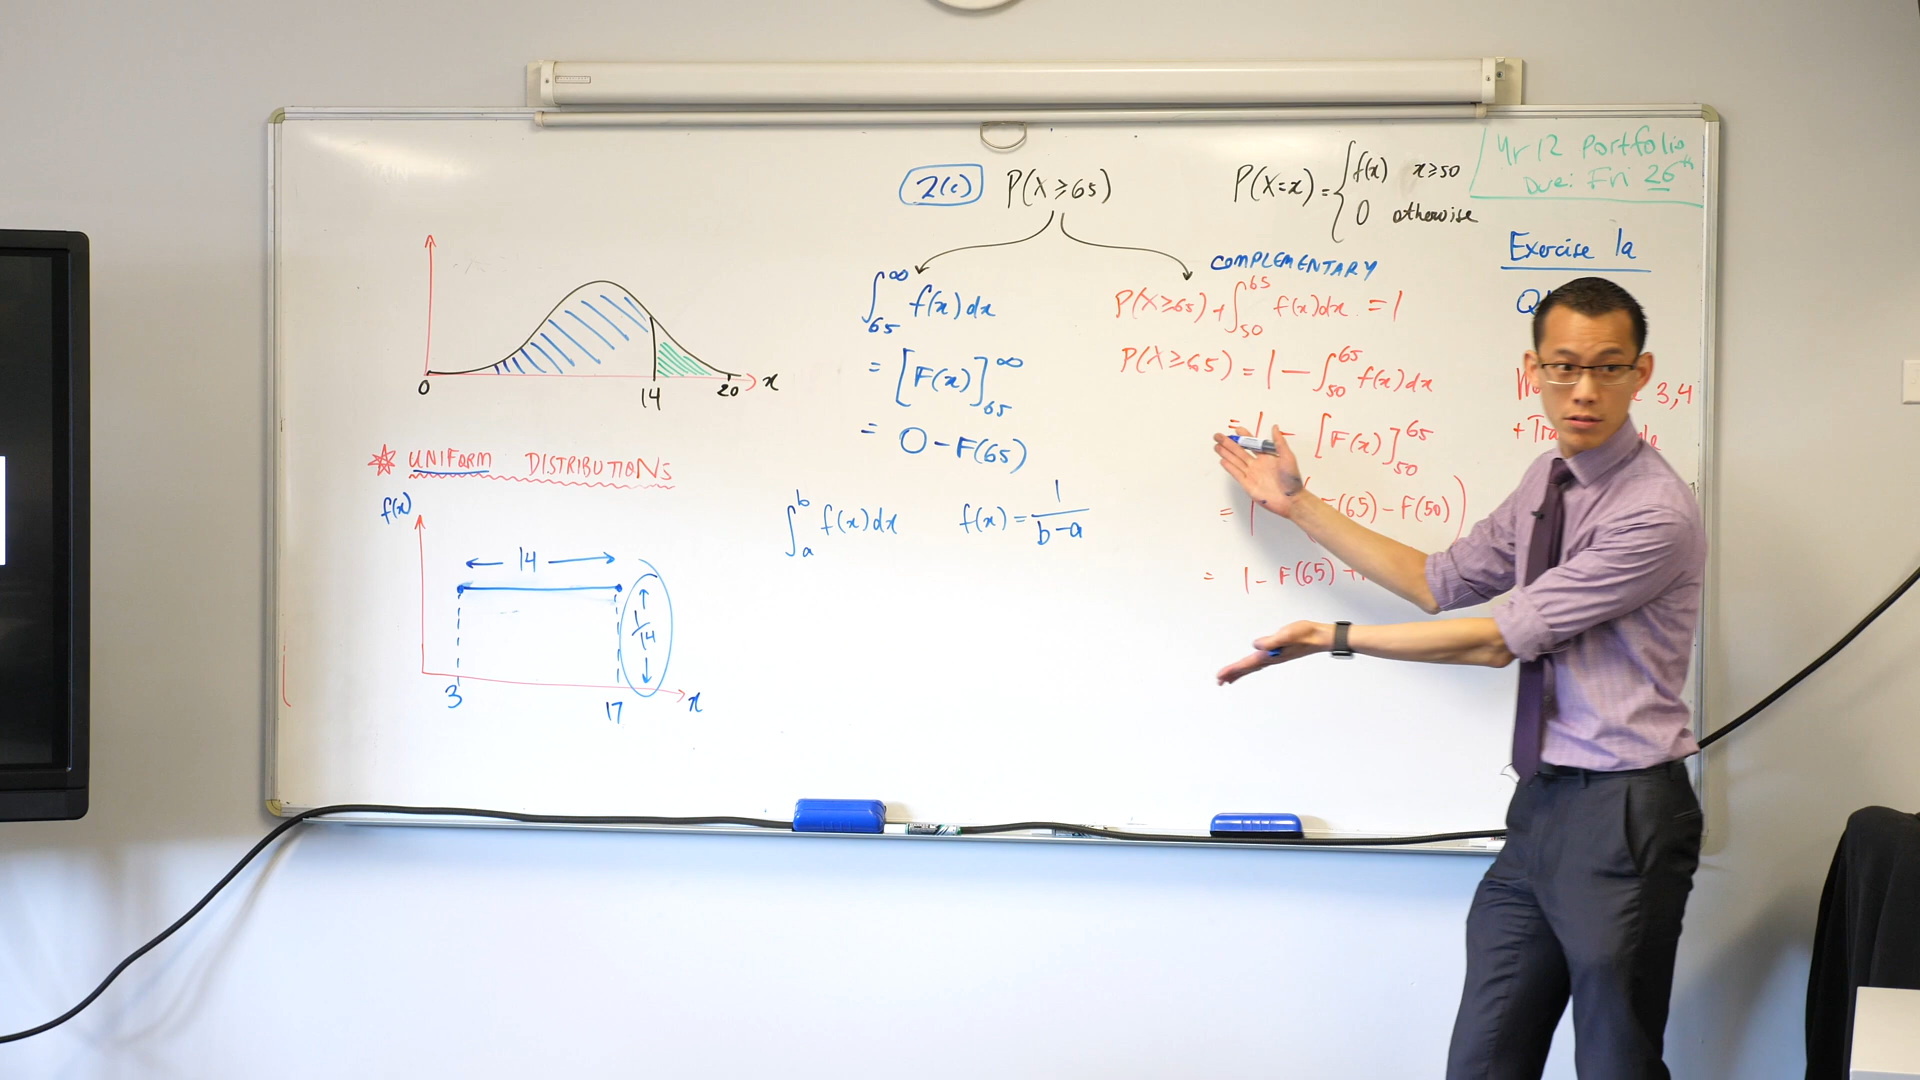 0 14 20 x
* UNIFORM DISTRIBUTIONS
f(x)
← 14 →
1/14
3 17 x
2(c) P(X≥65)
∫₆₅^∞ f(x)dx
= [F(x)]₆₅^∞
= 0 - F(65)
∫ₐᵇ f(x)dx f(x) = 1/(b-a)
P(X=x) = { f(x) x≥50
0 otherwise
COMPLEMENTARY
P(X≥65) + ∫₅₀⁶⁵ f(x)dx = 1
P(X≥65) = 1 - ∫₅₀⁶⁵ f(x)dx
= 1 - [F(x)]₅₀⁶⁵
= 1 (65) - F(50))
= 1 - F(65) +
Yr 12 Portfolio
Due: Fri 26th
Exercise 1a
3,4
+